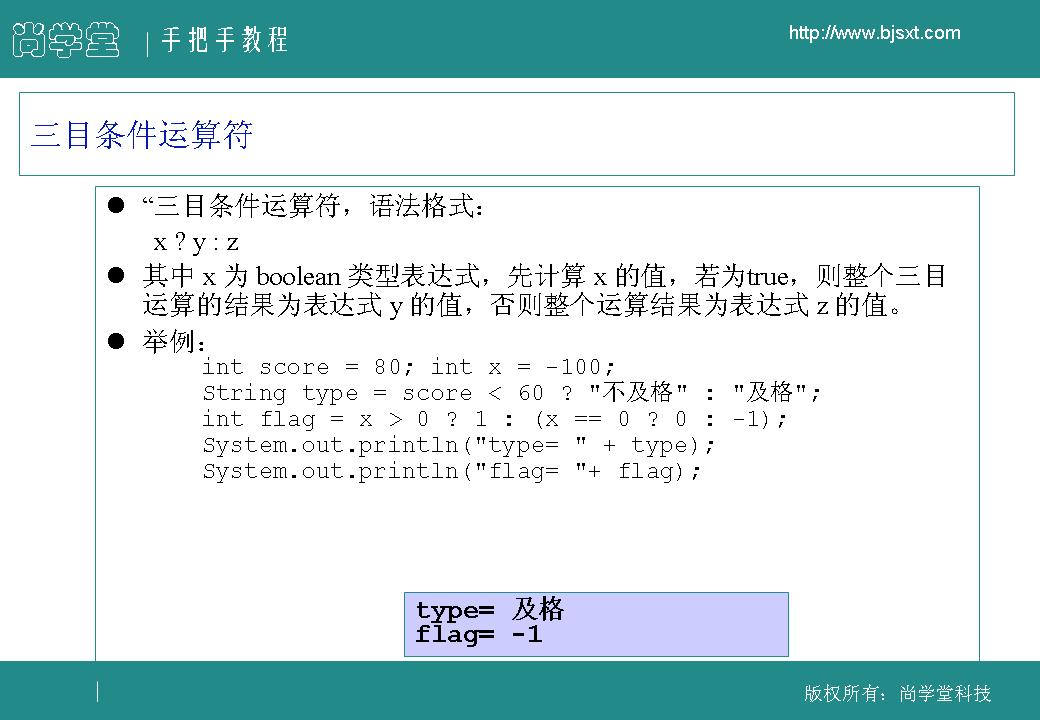 尚学堂 | 手把手教程
http://www.bjsxt.com
三目条件运算符
● “三目条件运算符，语法格式：
x ? y : z
● 其中 x 为 boolean 类型表达式，先计算 x 的值，若为true，则整个三目
运算的结果为表达式 y 的值，否则整个运算结果为表达式 z 的值。
● 举例：
int score = 80; int x = -100;
String type = score < 60 ? "不及格" : "及格";
int flag = x > 0 ? 1 : (x == 0 ? 0 : -1);
System.out.println("type= " + type);
System.out.println("flag= "+ flag);
type= 及格
flag= -1
版权所有：尚学堂科技